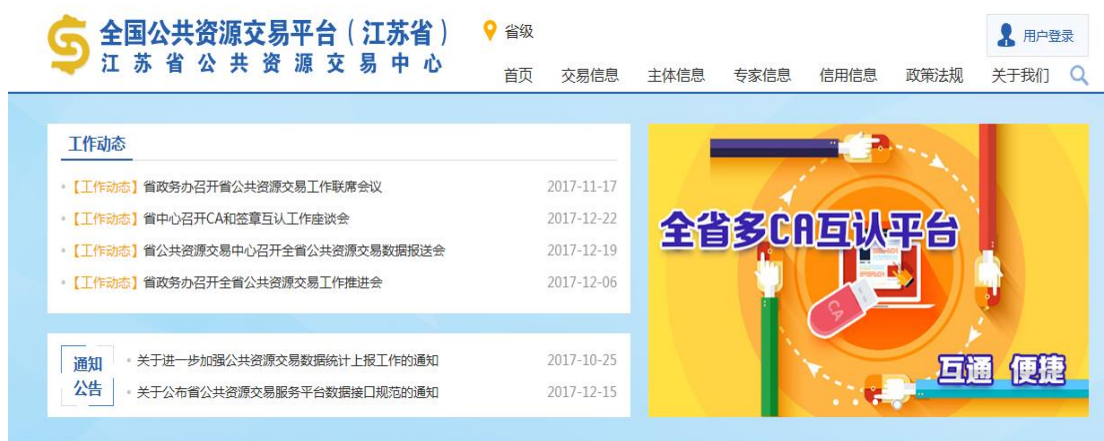 全国公共资源交易平台（江苏省）
江苏省公共资源交易中心
省级
用户登录
首页 交易信息 主体信息 专家信息 信用信息 政策法规 关于我们
工作动态
【工作动态】省政务办召开省公共资源交易工作联席会议 2017-11-17
【工作动态】省中心召开CA和签章互认工作座谈会 2017-12-22
【工作动态】省公共资源交易中心召开全省公共资源交易数据报送会 2017-12-19
【工作动态】省政务办召开全省公共资源交易工作推进会 2017-12-06
通知公告
关于进一步加强公共资源交易数据统计上报工作的通知 2017-10-25
关于公布省公共资源交易服务平台数据接口规范的通知 2017-12-15
全省多CA互认平台
CA
互通 便捷